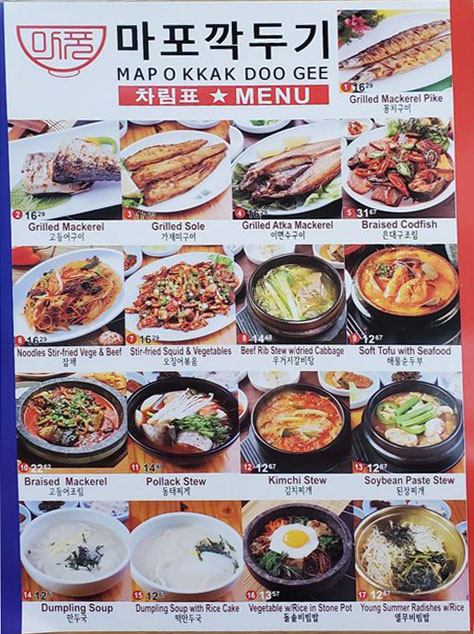 마포깍두기
MAPO KKAK DOO GEE
차림표 ★ MENU
1 16 29
Grilled Mackerel Pike
꽁치구이
2 16 29
Grilled Mackerel
고등어구이
3 16 29
Grilled Sole
가재미구이
4 16 29
Grilled Atka Mackerel
이면수구이
5 31 67
Braised Codfish
은대구조림
6 16 29
Noodles Stir-fried Vege & Beef
잡채
7 16 29
Stir-fried Squid & Vegetables
오징어볶음
8 14 48
Beef Rib Stew w/dried Cabbage
우거지갈비탕
9 12 67
Soft Tofu with Seafood
해물순두부
10 22 62
Braised Mackerel
고등어조림
11 14
Pollack Stew
동태찌게
12 12 67
Kimchi Stew
김치찌개
13 12 67
Soybean Paste Stew
된장찌개
14 12
Dumpling Soup
만두국
15 12
Dumpling Soup with Rice Cake
떡만두국
16 13 57
Vegetable w/Rice in Stone Pot
돌솥비빔밥
17 12 67
Young Summer Radishes w/Rice
열무비빔밥